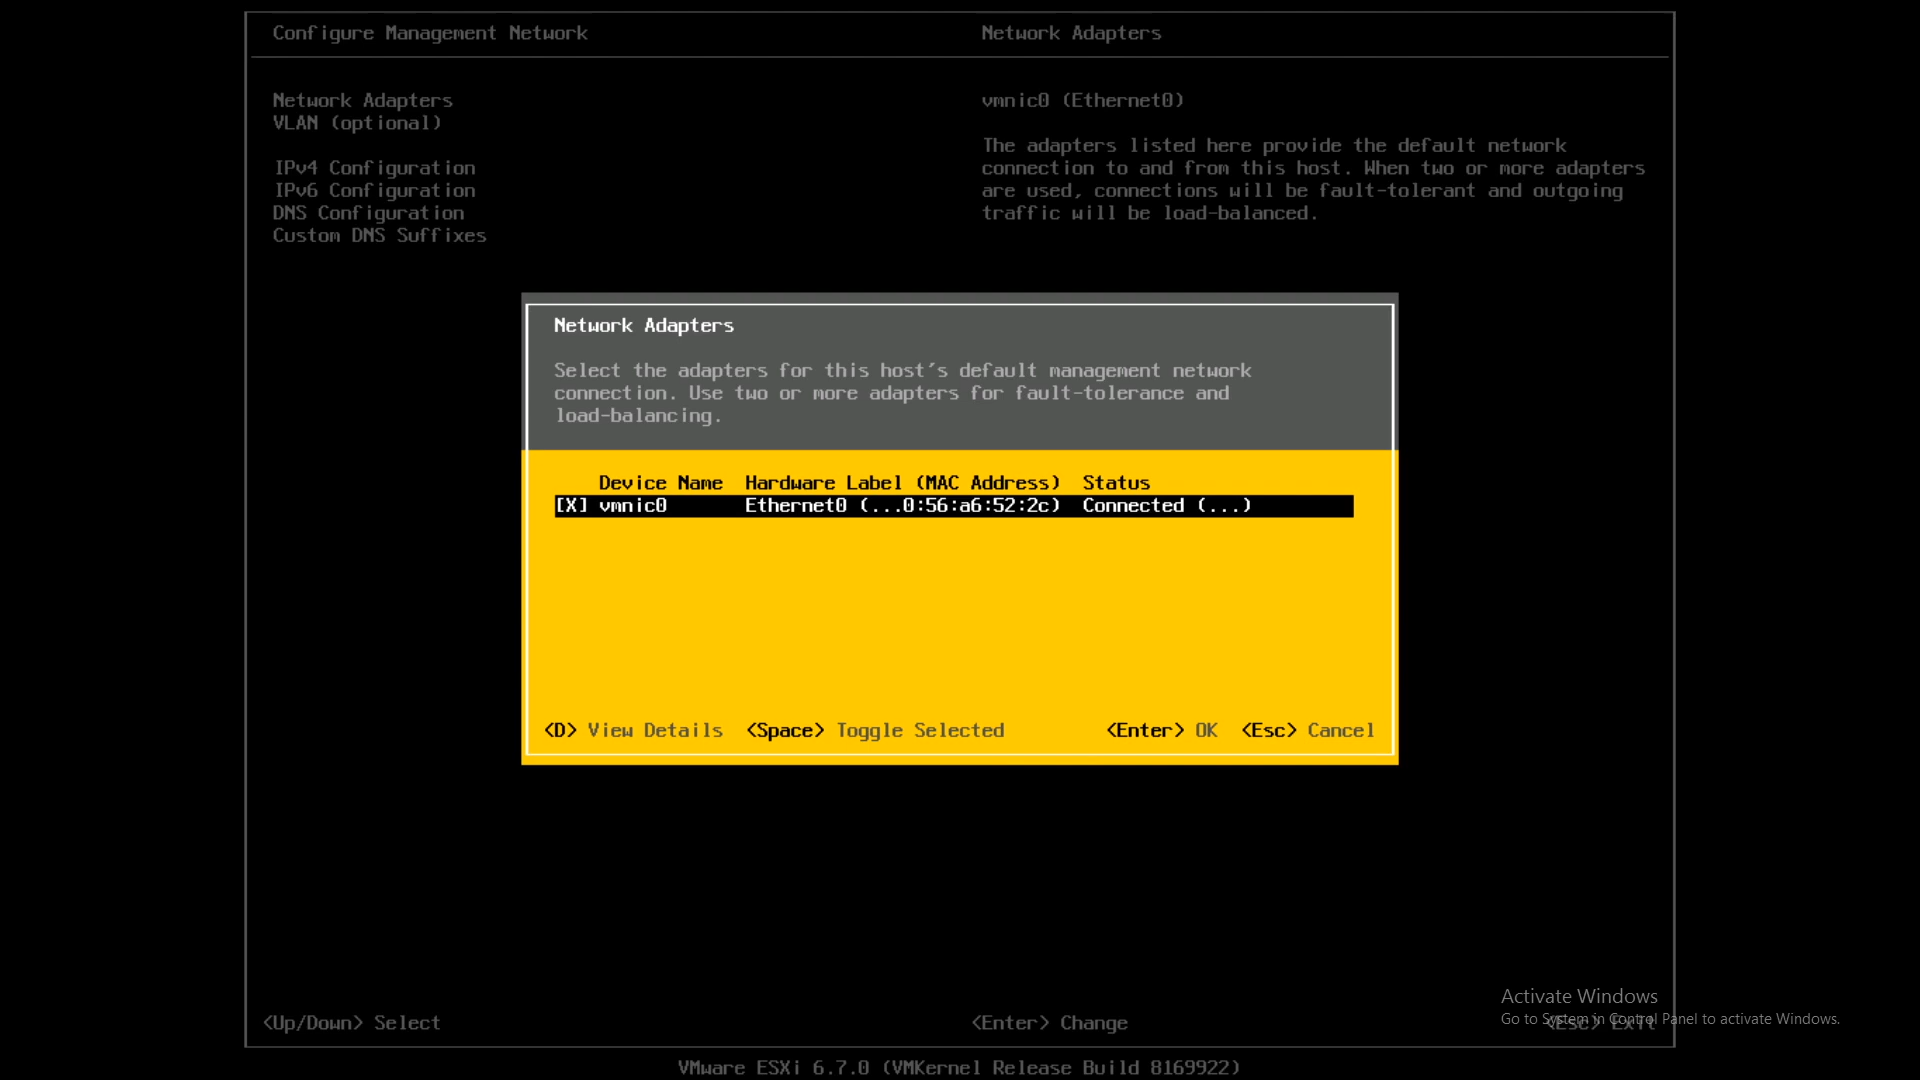 Configure Management Network
Network Adapters
Network Adapters
VLAN (optional)
IPv4 Configuration
IPv6 Configuration
DNS Configuration
Custom DNS Suffixes
vmnic0 (Ethernet0)
The adapters listed here provide the default network
connection to and from this host. When two or more adapters
are used, connections will be fault-tolerant and outgoing
traffic will be load-balanced.
Network Adapters
Select the adapters for this host's default management network
connection. Use two or more adapters for fault-tolerance and
load-balancing.
Device Name Hardware Label (MAC Address) Status
[X] vmnic0 Ethernet0 (...0:56:a6:52:2c) Connected (...)
<D> View Details <Space> Toggle Selected <Enter> OK <Esc> Cancel
<Up/Down> Select
<Enter> Change
<Esc> Exit
Activate Windows
Go to System in Control Panel to activate Windows.
VMware ESXi 6.7.0 (VMKernel Release Build 8169922)